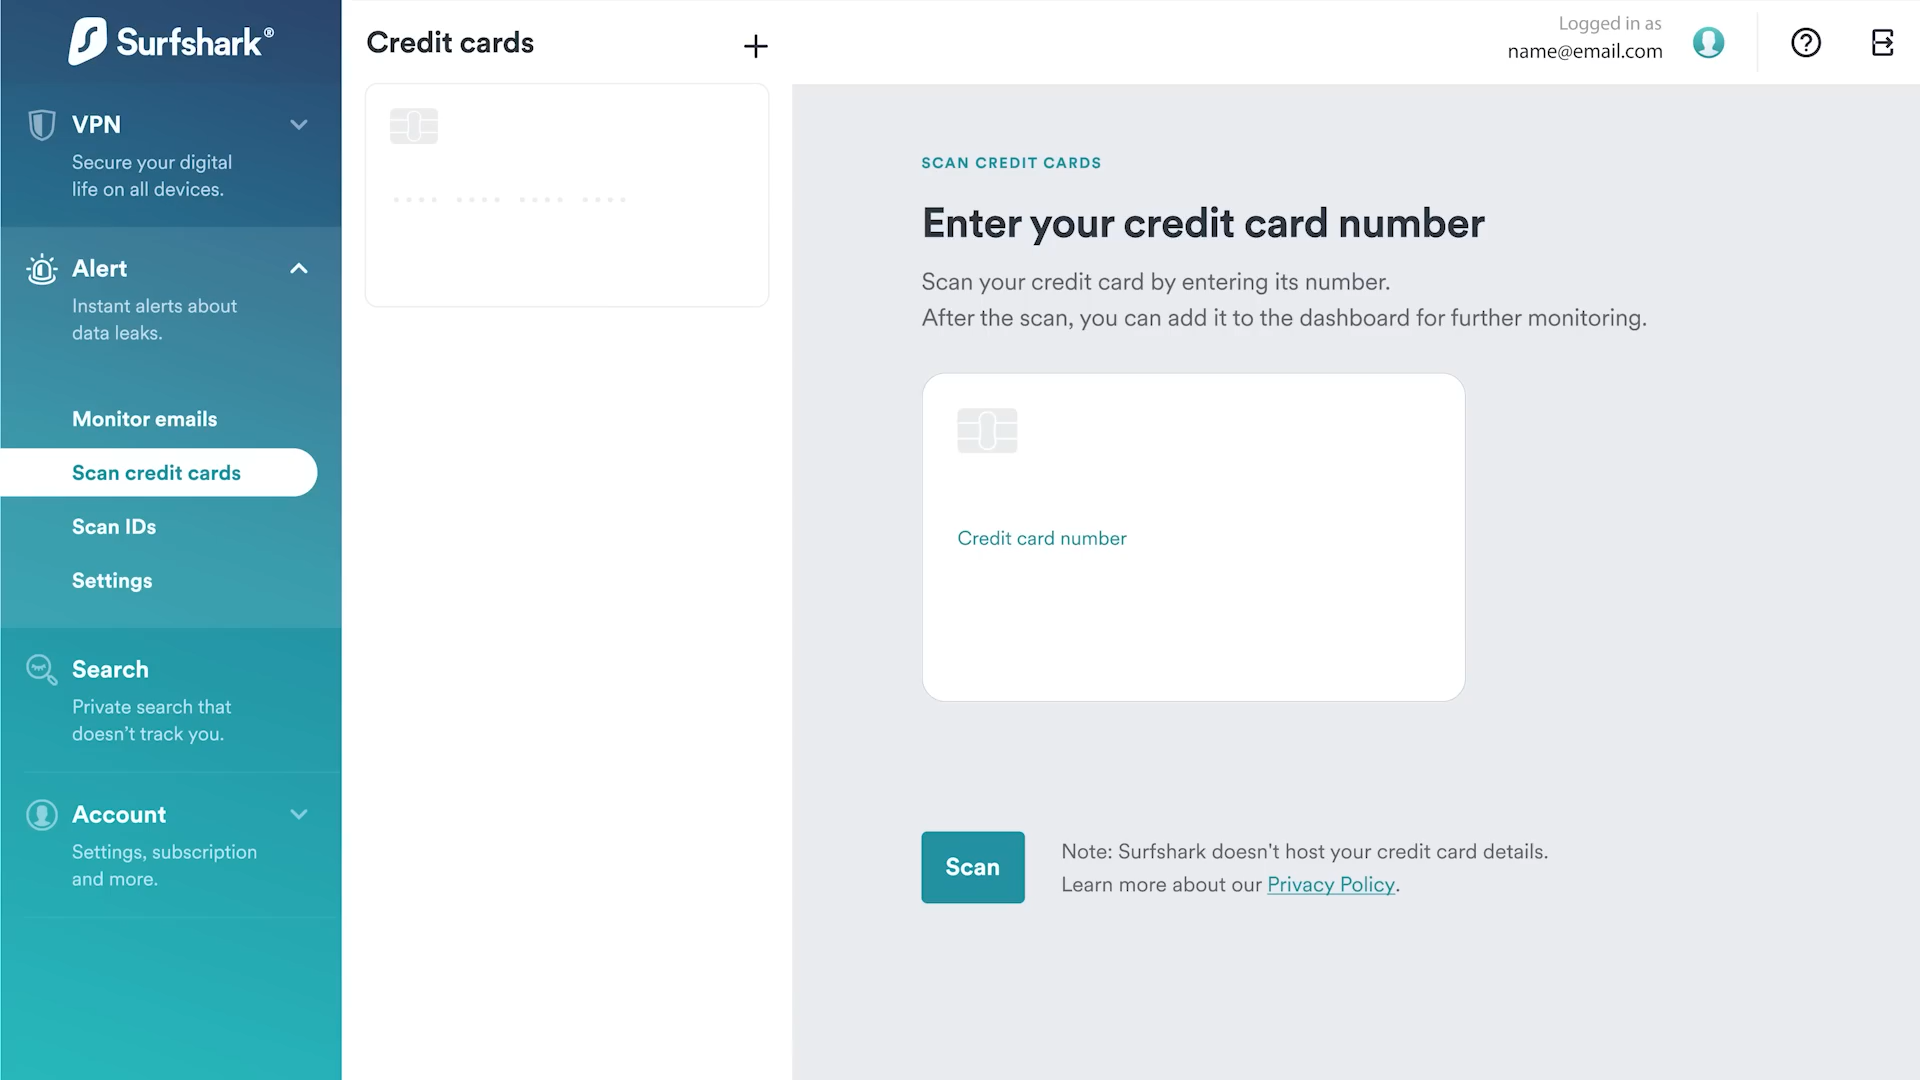 Surfshark®
VPN
Secure your digital
life on all devices.
Alert
Instant alerts about
data leaks.
Monitor emails
Scan credit cards
Scan IDs
Settings
Search
Private search that
doesn't track you.
Account
Settings, subscription
and more.
Credit cards
Logged in as
name@email.com
SCAN CREDIT CARDS
Enter your credit card number
Scan your credit card by entering its number.
After the scan, you can add it to the dashboard for further monitoring.
Credit card number
Scan
Note: Surfshark doesn't host your credit card details.
Learn more about our Privacy Policy.